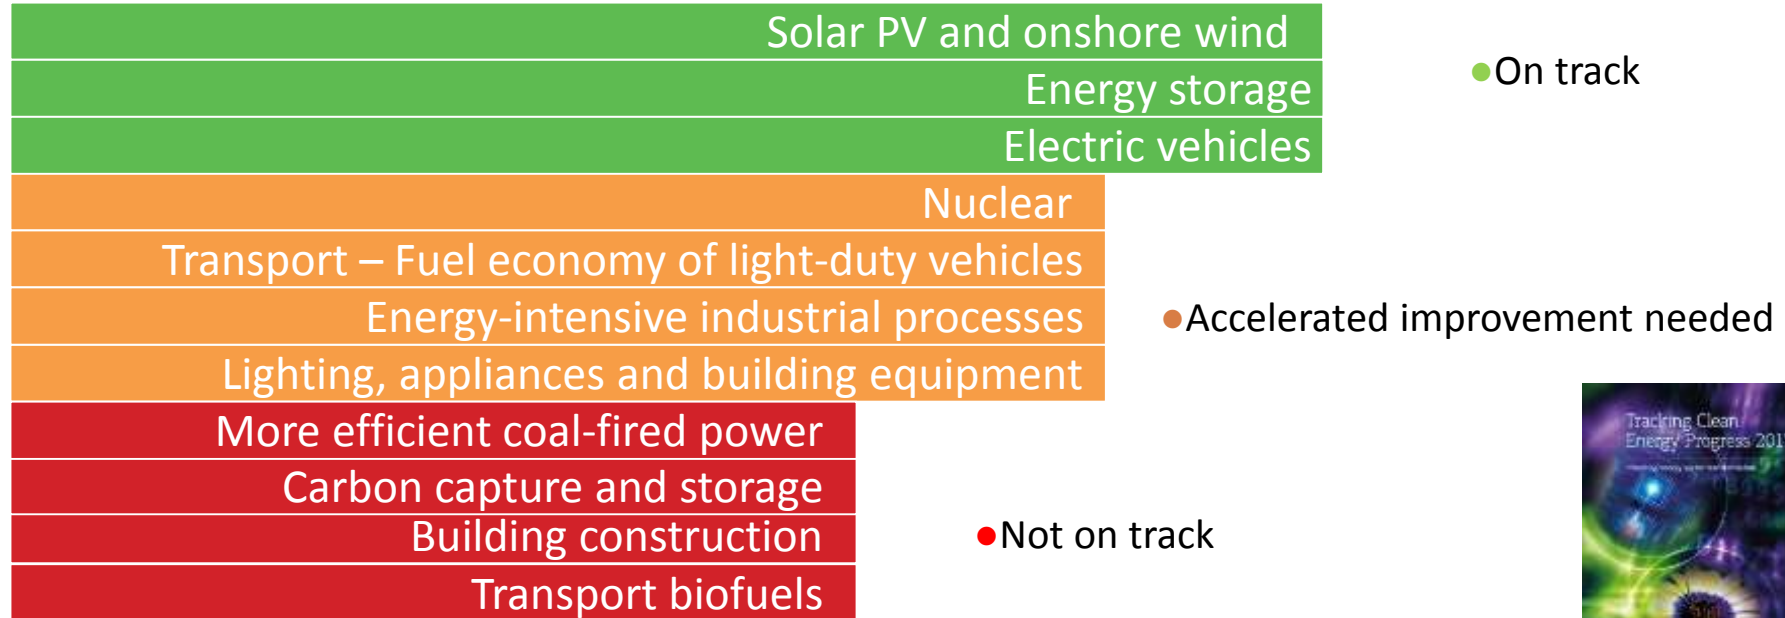 Solar PV and onshore wind
Energy storage
Electric vehicles
Nuclear
Transport – Fuel economy of light-duty vehicles
Energy-intensive industrial processes
Lighting, appliances and building equipment
More efficient coal-fired power
Carbon capture and storage
Building construction
Transport biofuels
●On track
●Accelerated improvement needed
●Not on track
Tracking Clean
Energy Progress 201